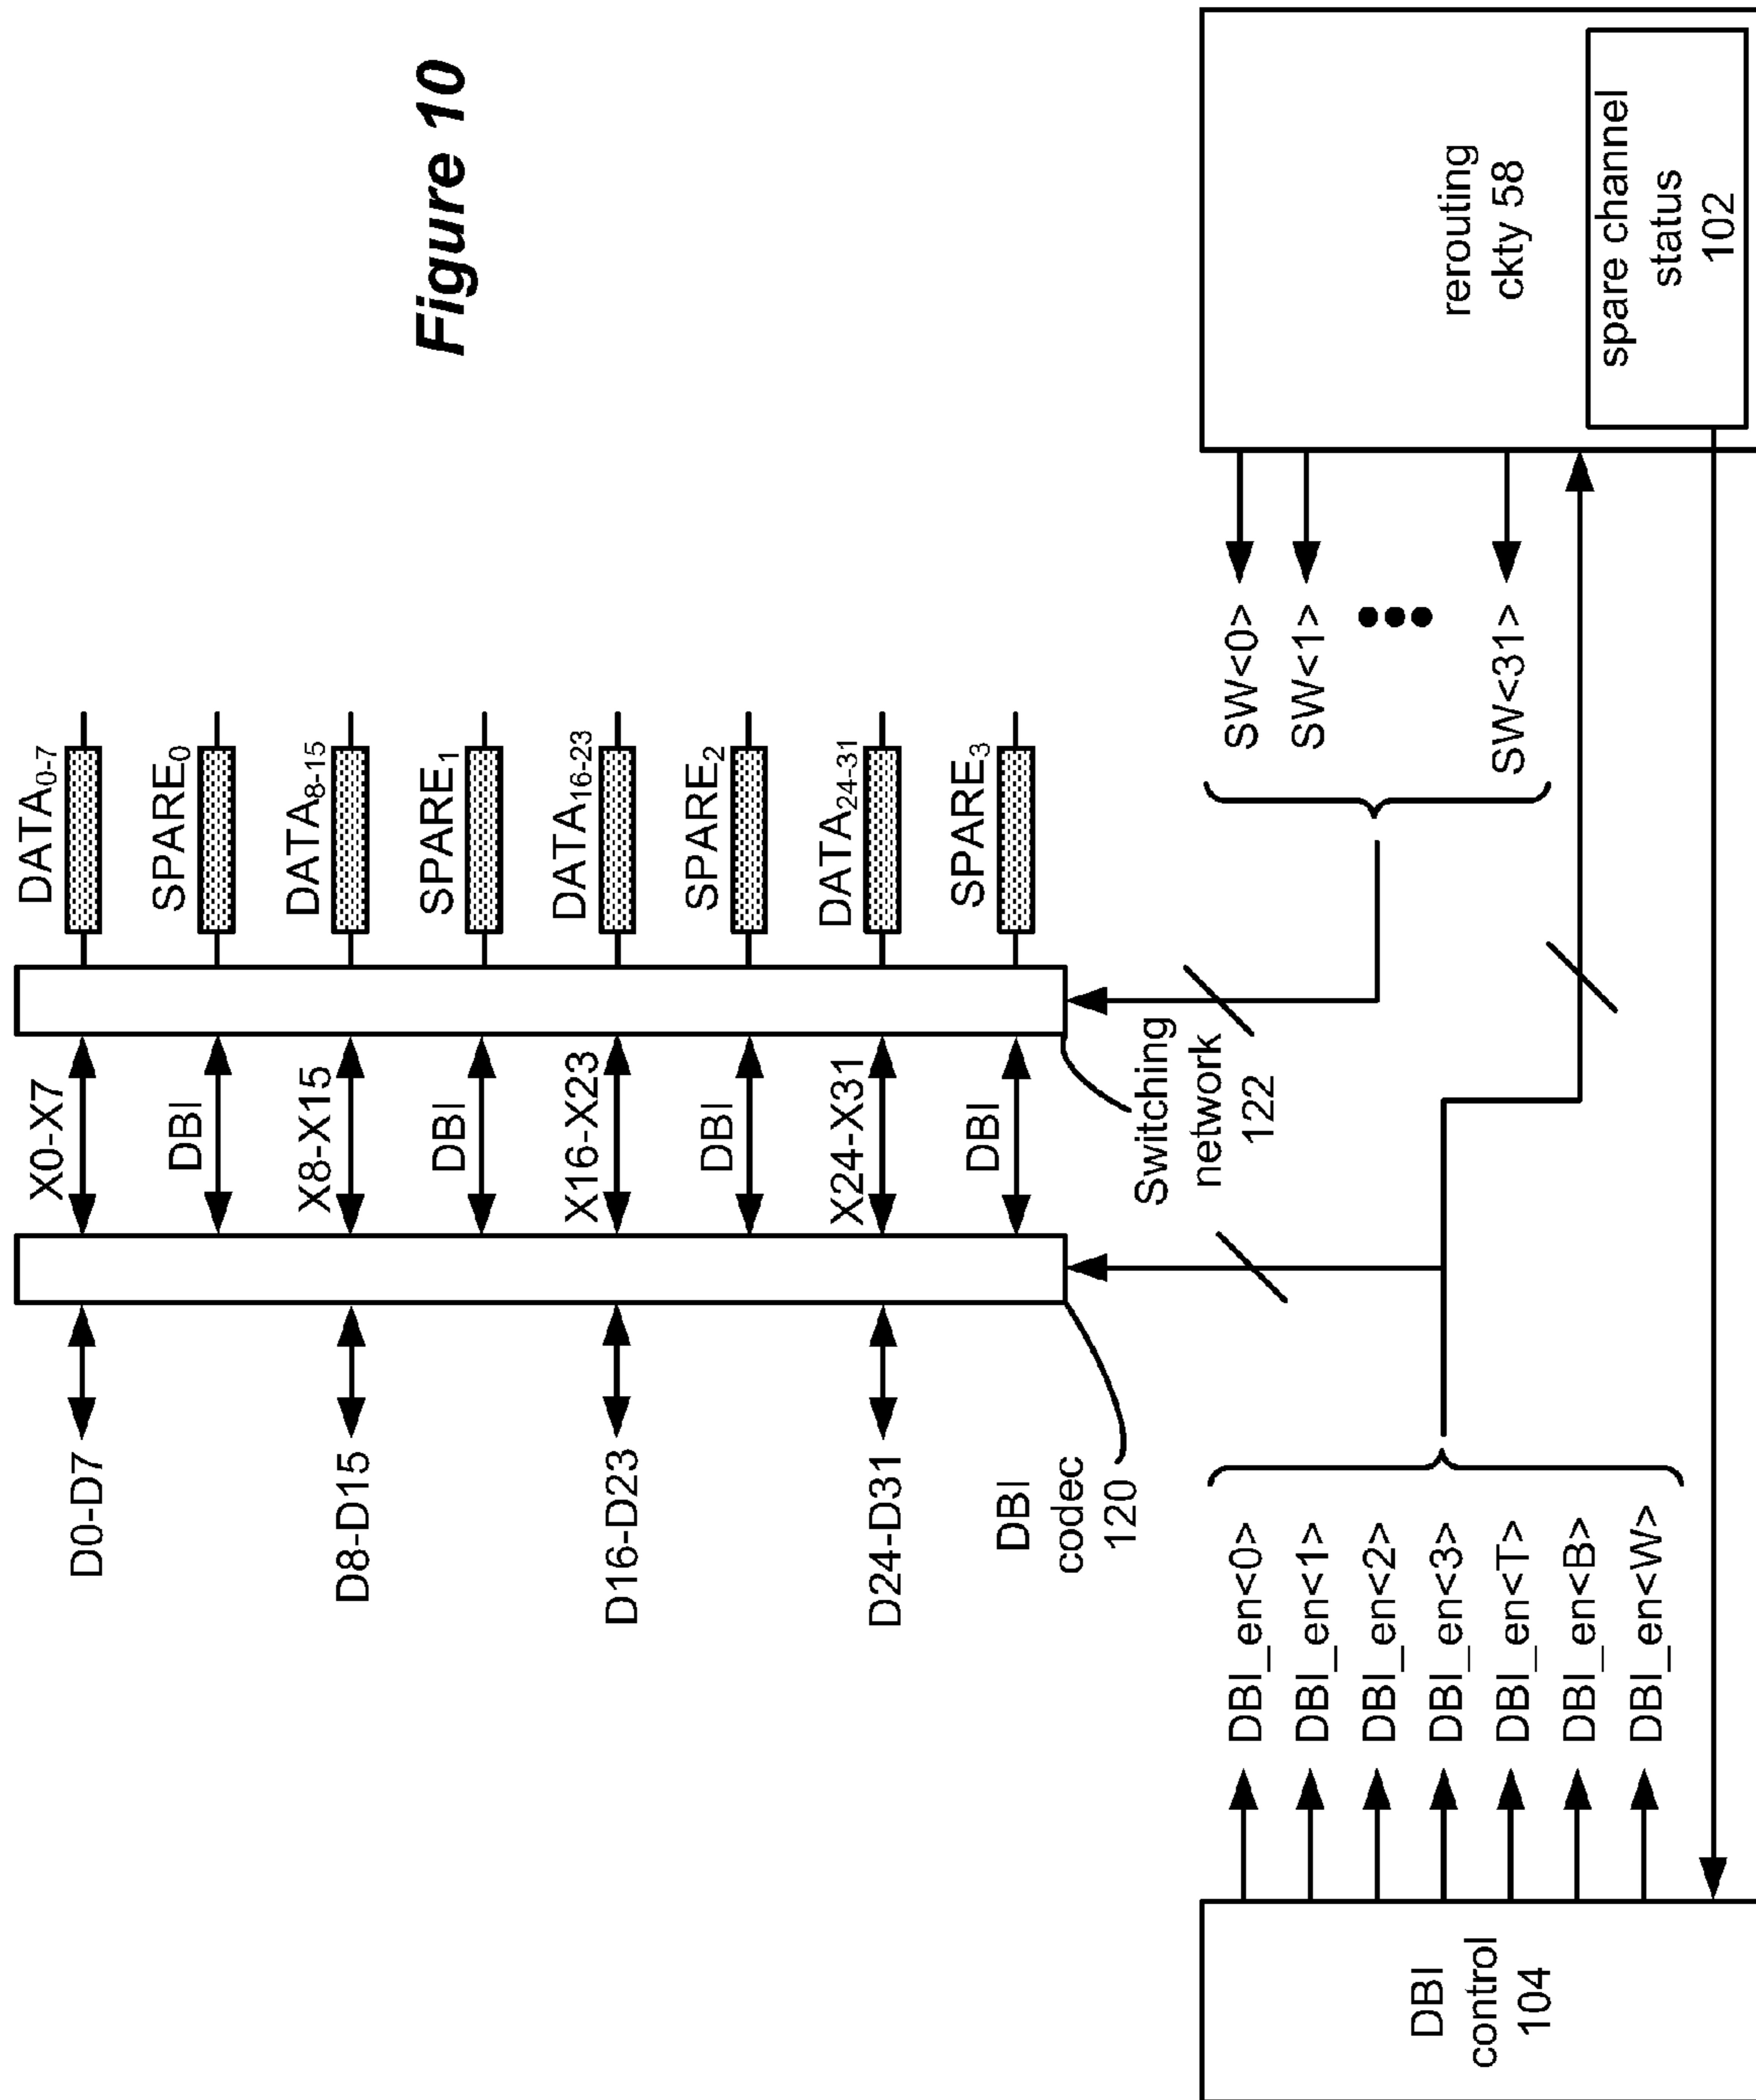 Figure 10
D0-D7
X0-X7
DATA0-7
DBI
SPARE0
D8-D15
X8-X15
DATA8-15
DBI
SPARE1
D16-D23
X16-X23
DATA16-23
DBI
SPARE2
D24-D31
X24-X31
DATA24-31
DBI
SPARE3
DBI
codec
120
Switching
network
122
DBI
control
104
DBI_en<0>
DBI_en<1>
DBI_en<2>
DBI_en<3>
DBI_en<T>
DBI_en<B>
DBI_en<W>
SW<0>
SW<1>
SW<31>
rerouting
ckty 58
spare channel
status
102